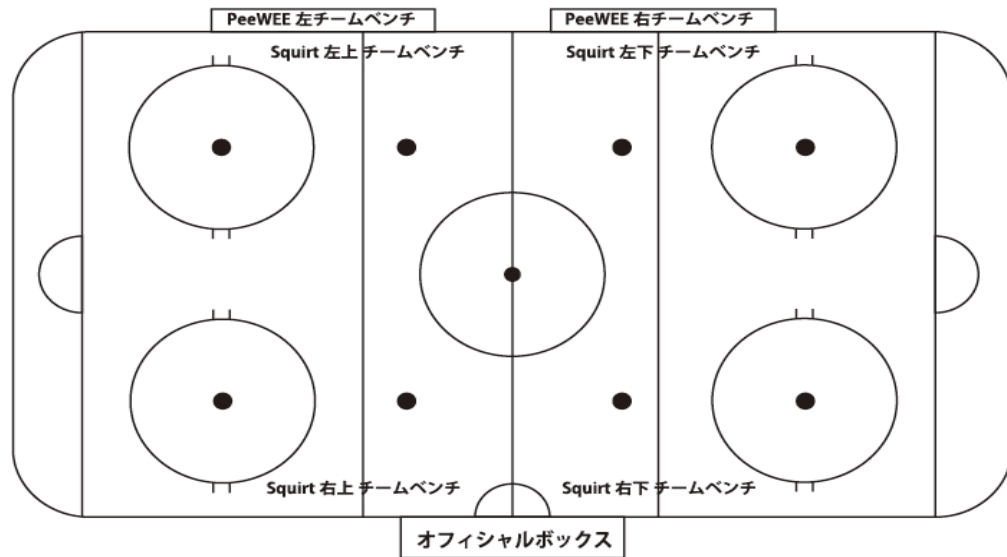 PeeWEE 左チームベンチ
PeeWEE 右チームベンチ
Squirt 左上 チームベンチ
Squirt 左下 チームベンチ
Squirt 右上 チームベンチ
Squirt 右下 チームベンチ
オフィシャルボックス